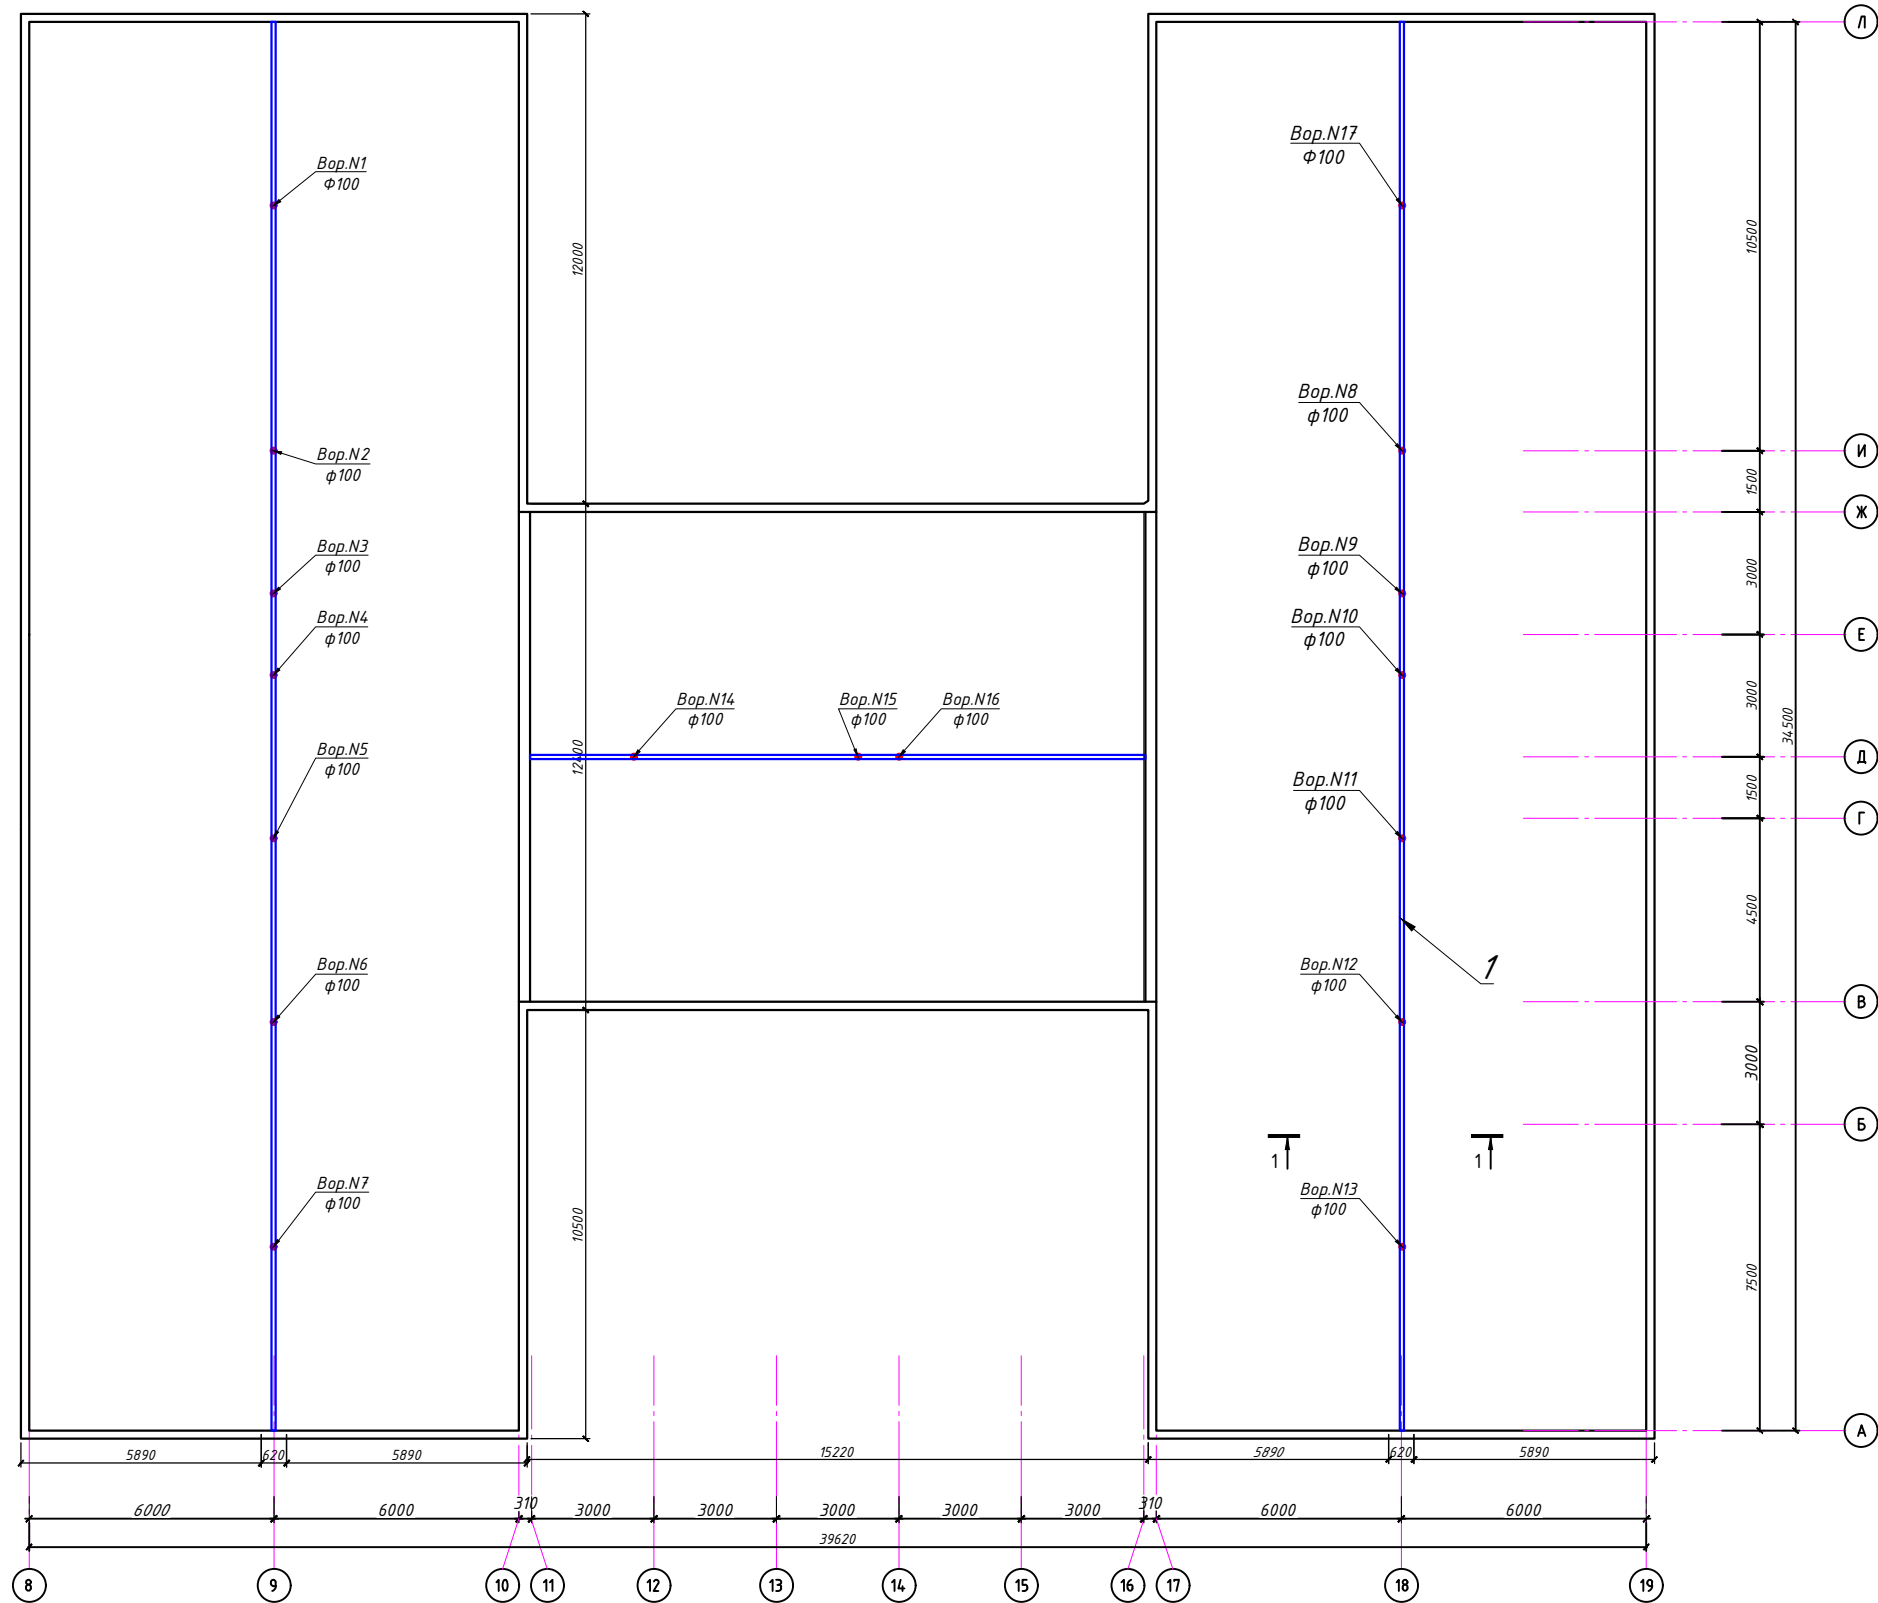 Л
Вор.N17
Ф100
Вор.N1
Ф100
10500
12000
Вор.N8
ф100
Вор.N2
ф100
И
1500
Ж
Вор.N3
ф100
Вор.N9
ф100
3000
Вор.N4
ф100
Вор.N10
ф100
Е
3000
34500
Вор.N14
ф100
Вор.N15
ф100
Вор.N16
ф100
Вор.N5
ф100
Д
Вор.N11
ф100
1500
Г
4500
Вор.N6
ф100
Вор.N12
ф100
1
В
3000
Б
1
1
Вор.N7
ф100
Вор.N13
ф100
10500
7500
А
5890
620
5890
15220
5890
620
5890
6000
6000
310
3000
3000
3000
3000
3000
310
6000
6000
39620
8
9
10
11
12
13
14
15
16
17
18
19